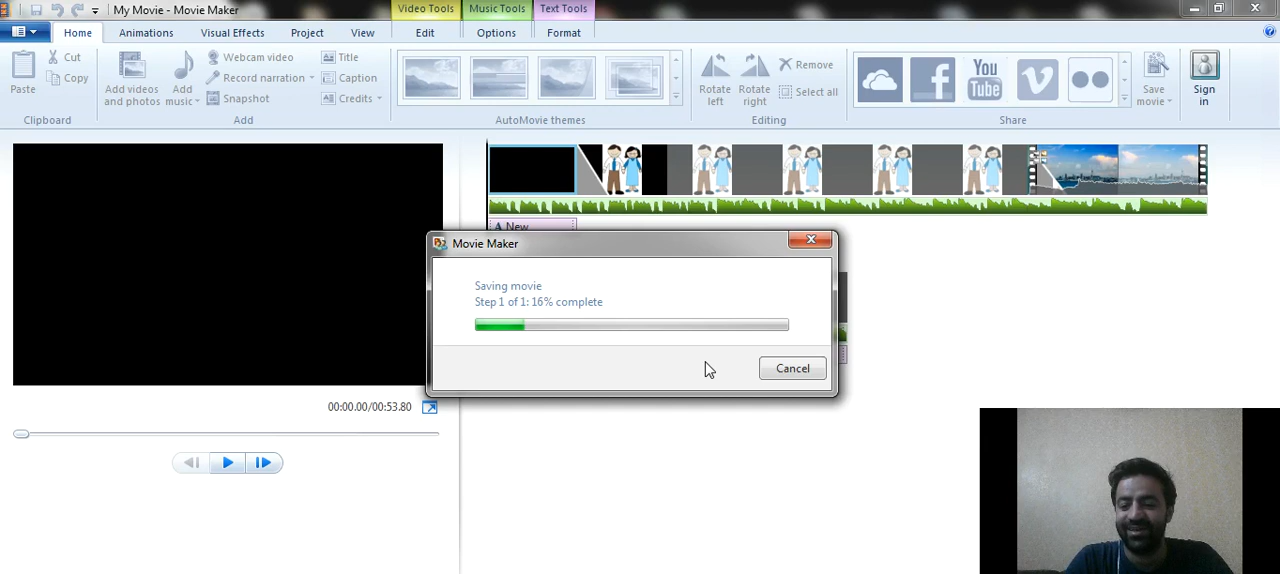 My Movie - Movie Maker
Video Tools
Music Tools
Text Tools
Home
Animations
Visual Effects
Project
View
Edit
Options
Format
Paste
Cut
Copy
Clipboard
Add videos
and photos
Add
music
Webcam video
Record narration
Snapshot
Title
Caption
Credits
Add
AutoMovie themes
Rotate
left
Rotate
right
Remove
Select all
Editing
f
You
Tube
V
Share
Save
movie
Sign
in
A New
Movie Maker
Saving movie
Step 1 of 1: 16% complete
Cancel
00:00.00/00:53.80